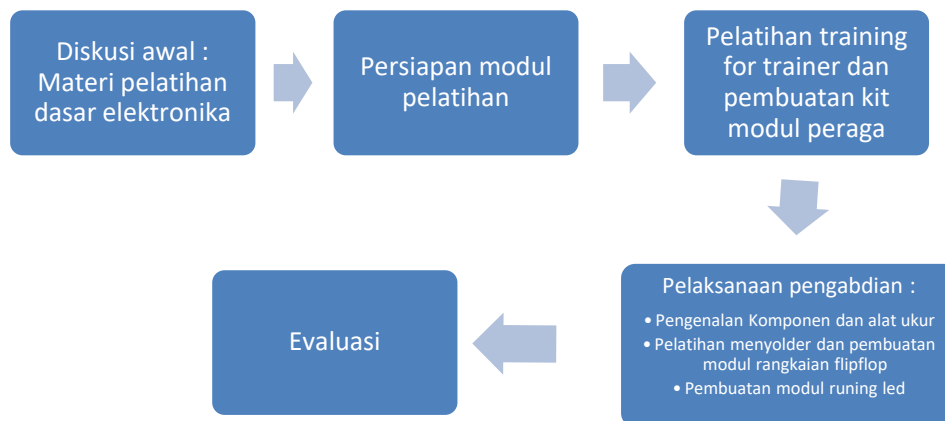 Diskusi awal :
Materi pelatihan
dasar elektronika
Persiapan modul
pelatihan
Pelatihan training
for trainer dan
pembuatan kit
modul peraga
Pelaksanaan pengabdian :
• Pengenalan Komponen dan alat ukur
• Pelatihan menyolder dan pembuatan
modul rangkaian flipflop
• Pembuatan modul runing led
Evaluasi